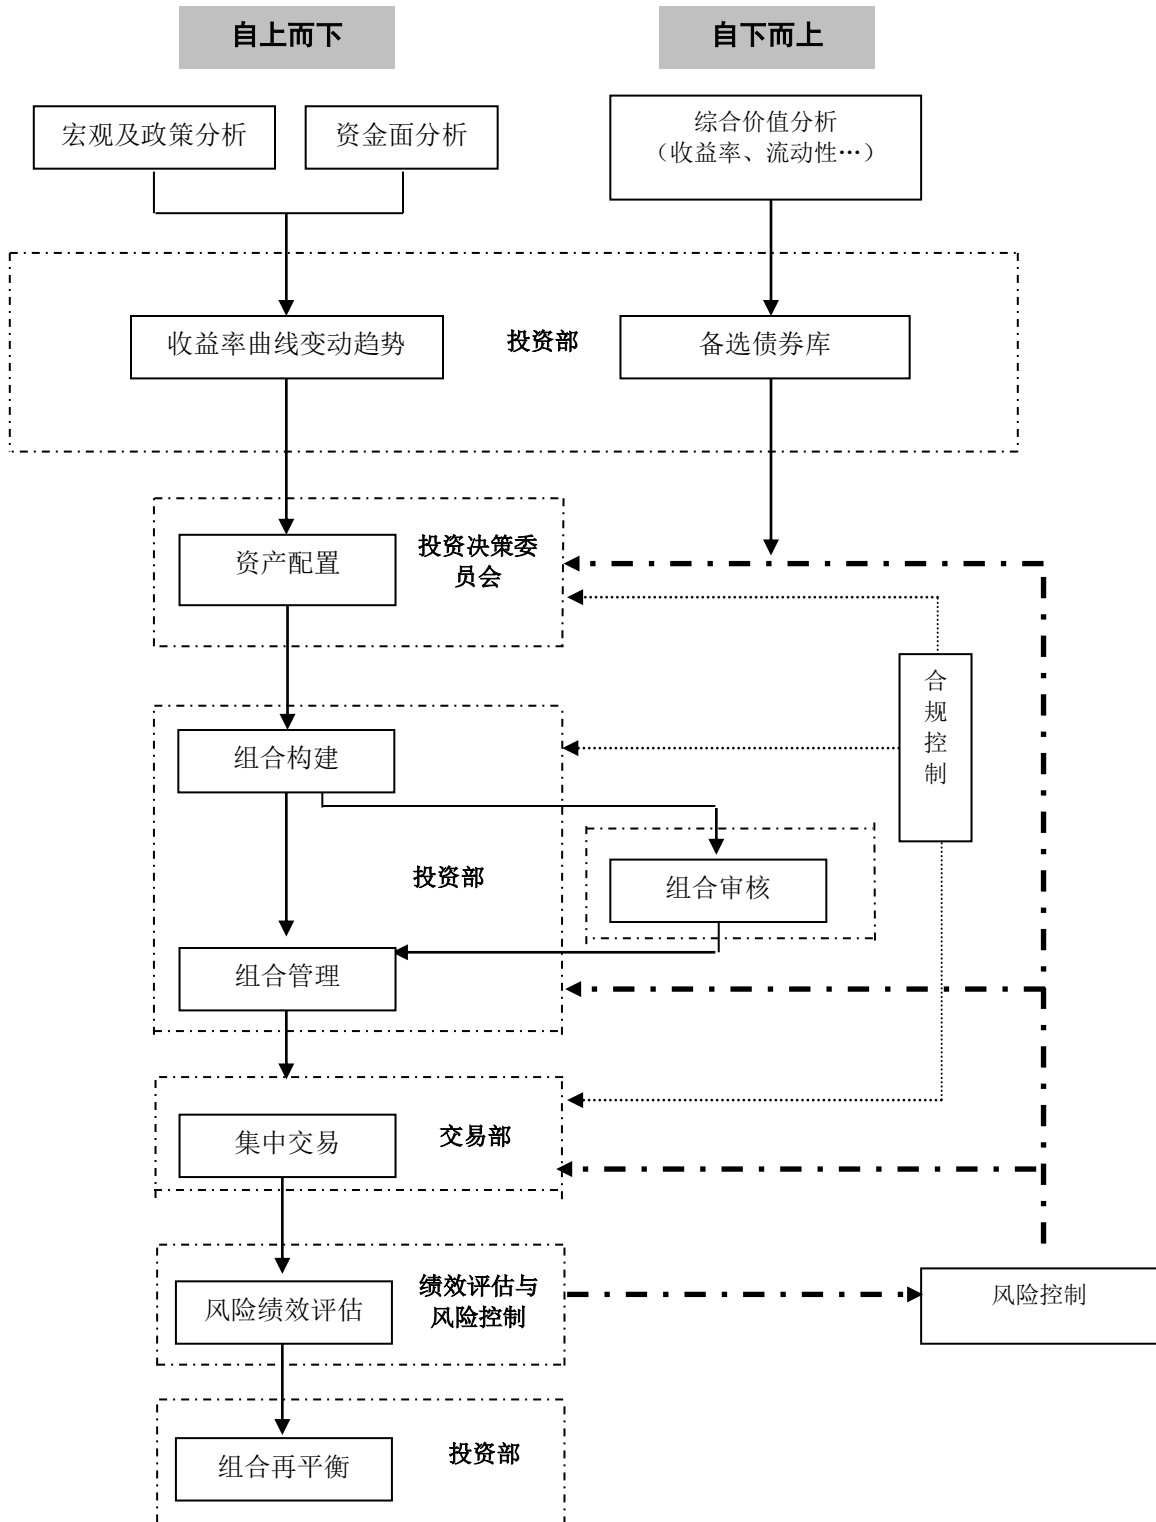 自上而下
自下而上
宏观及政策分析
资金面分析
综合价值分析
（收益率、流动性…）
收益率曲线变动趋势
投资部
备选债券库
资产配置
投资决策委
员会
合
规
控
制
组合构建
投资部
组合审核
组合管理
集中交易
交易部
风险绩效评估
绩效评估与
风险控制
风险控制
组合再平衡
投资部